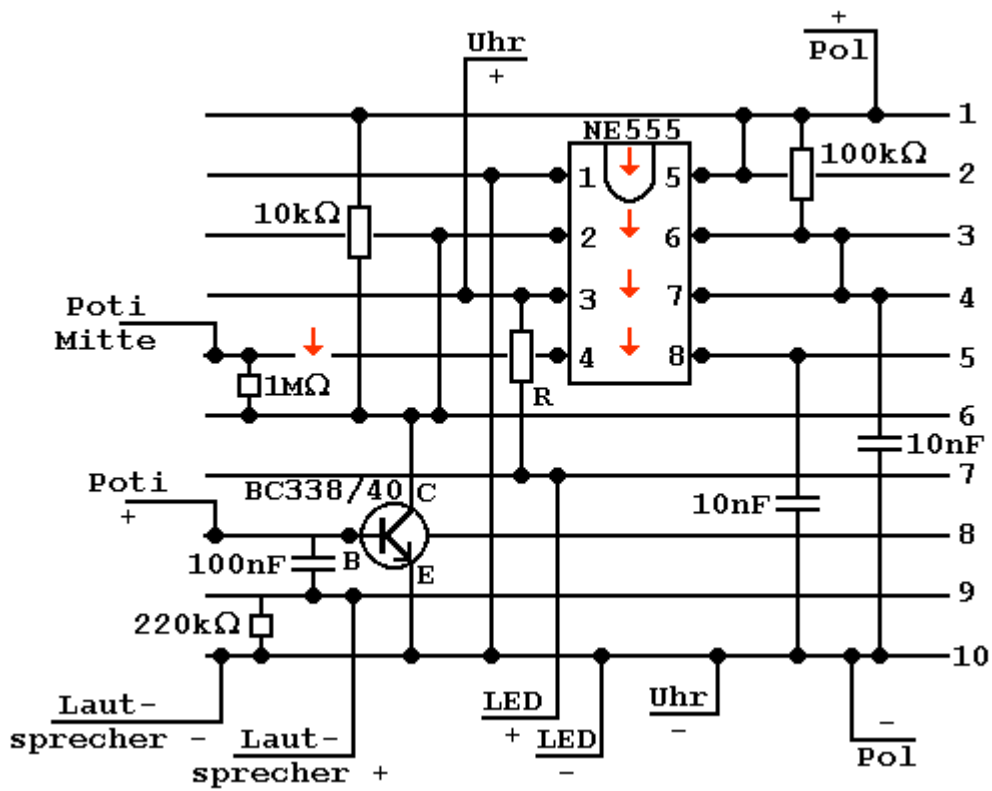 +
Pol
Uhr
+
1
NE555
100kΩ
1
5
2
10kΩ
2
6
3
Poti
3
7
4
Mitte
4
8
5
1MΩ
R
6
10nF
7
Poti
+
BC338/40
C
10nF
8
100nF
B
E
9
220kΩ
10
Laut-
sprecher -
Laut-
sprecher +
LED
+
LED
-
Uhr
-
-
Pol